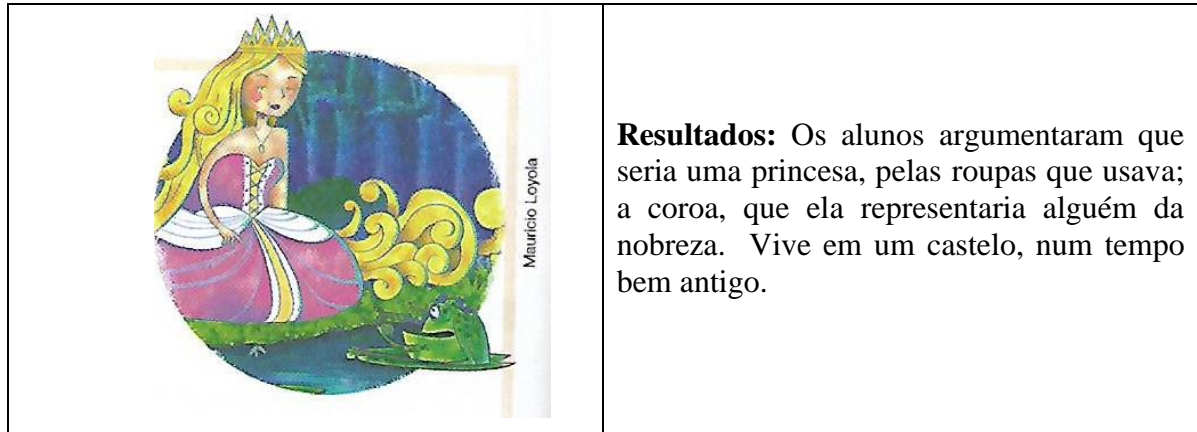 Mauricio Loyola
Resultados: Os alunos argumentaram que
seria uma princesa, pelas roupas que usava;
a coroa, que ela representaria alguém da
nobreza. Vive em um castelo, num tempo
bem antigo.